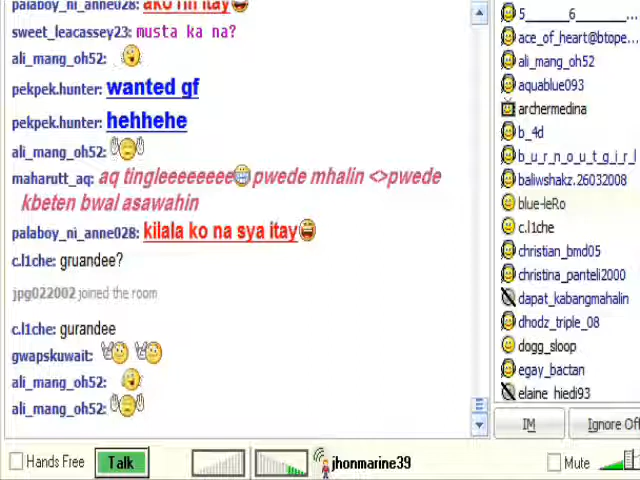 palaboy_ni_anne028: ako rin itay
sweet_leacassey23: musta ka na?
ali_mang_oh52:
pekpek.hunter: wanted gf
pekpek.hunter: hehhehe
ali_mang_oh52:
maharutt_aq: aq tingleeeeeeee pwede mhalin <>pwede
kbeten bwal asawahin
palaboy_ni_anne028: kilala ko na sya itay
c.l1che: gruandee?
jpg022002 joined the room
c.l1che: gurandee
gwapskuwait:
ali_mang_oh52:
ali_mang_oh52:
5______6_______...
ace_of_heart@btope...
ali_mang_oh52
aquablue093
archermedina
b_4d
b_u_r_n_o_u_t_g_i_r_l
baliwshakz.26032008
blue-leRo
c.l1che
christian_bmd05
christina_panteli2000
dapat_kabangmahalin
dhodz_triple_08
dogg_sloop
egay_bactan
elaine_hiedi93
IM
Ignore Off
Hands Free
Talk
jhonmarine39
Mute